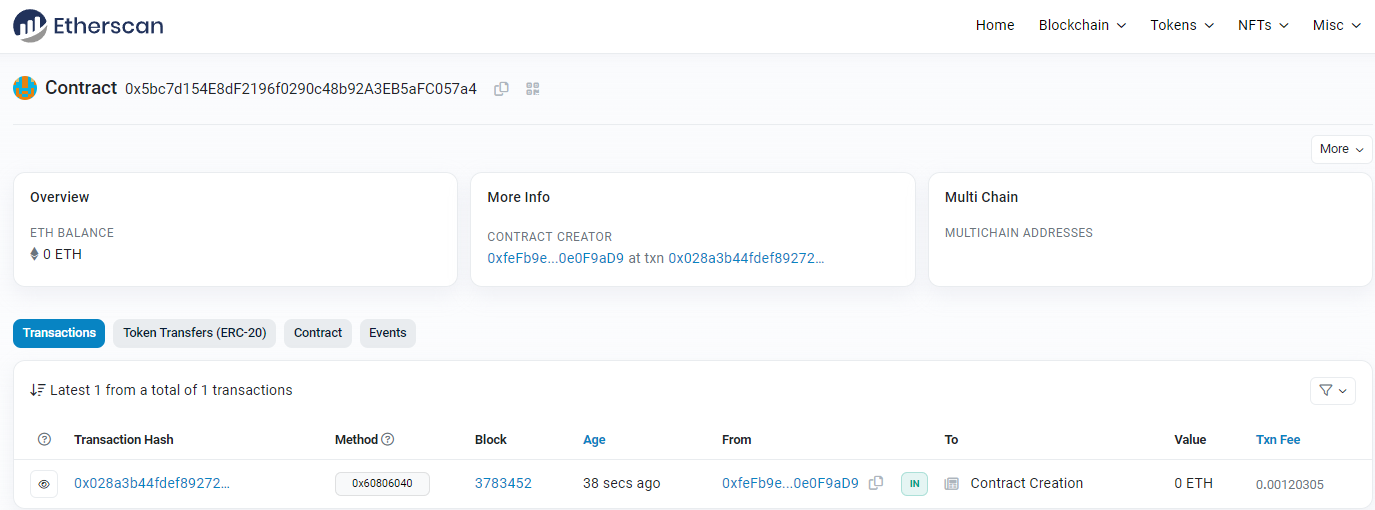 Etherscan
Home Blockchain Tokens NFTs Misc
Contract 0x5bc7d154E8dF2196f0290c48b92A3EB5aFC057a4
More
Overview
ETH BALANCE
0 ETH
More Info
CONTRACT CREATOR
0xfeFb9e...0e0F9aD9 at txn 0x028a3b44fdef89272...
Multi Chain
MULTICHAIN ADDRESSES
Transactions Token Transfers (ERC-20) Contract Events
Latest 1 from a total of 1 transactions
Transaction Hash Method Block Age From To Value Txn Fee
0x028a3b44fdef89272... 0x60806040 3783452 38 secs ago 0xfeFb9e...0e0F9aD9 IN Contract Creation 0 ETH 0.00120305